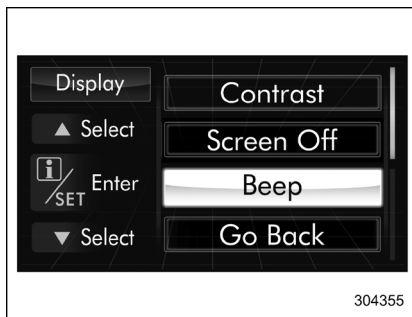 Display
Contrast
▲ Select
Screen Off
i/SET Enter
Beep
▼ Select
Go Back
304355